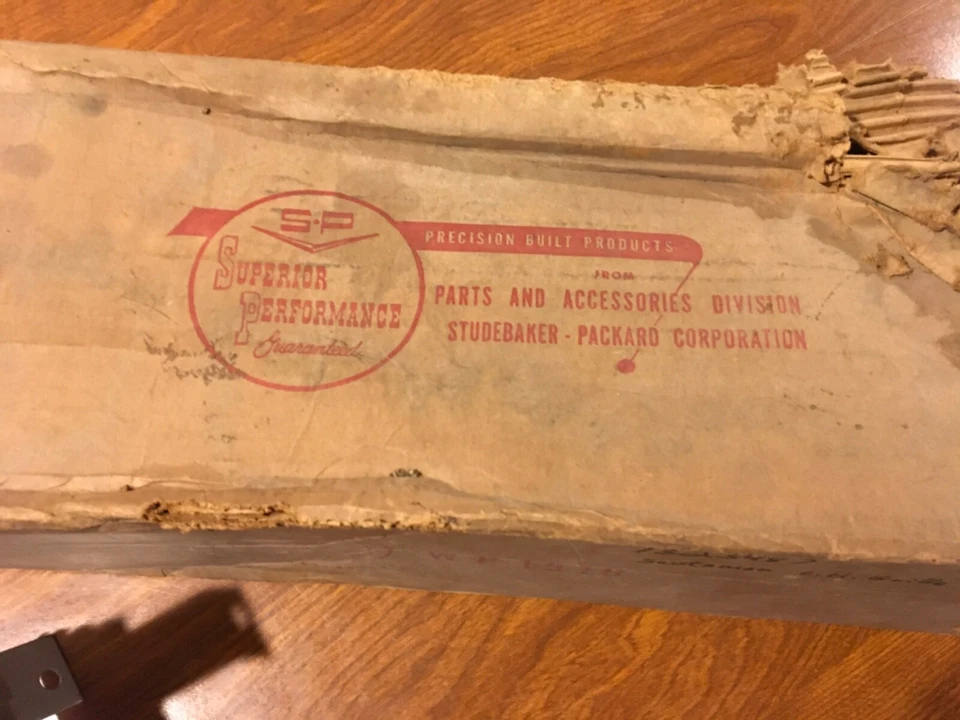 S-P
SUPERIOR
PERFORMANCE
Guaranteed
PRECISION BUILT PRODUCTS
FROM
PARTS AND ACCESSORIES DIVISION
STUDEBAKER - PACKARD CORPORATION